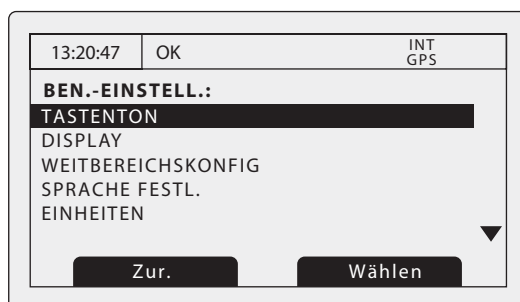 13:20:47 OK INT
GPS
BEN.-EINSTELL.:
TASTENTON
DISPLAY
WEITBEREICHSKONFIG
SPRACHE FESTL.
EINHEITEN
Zur. Wählen